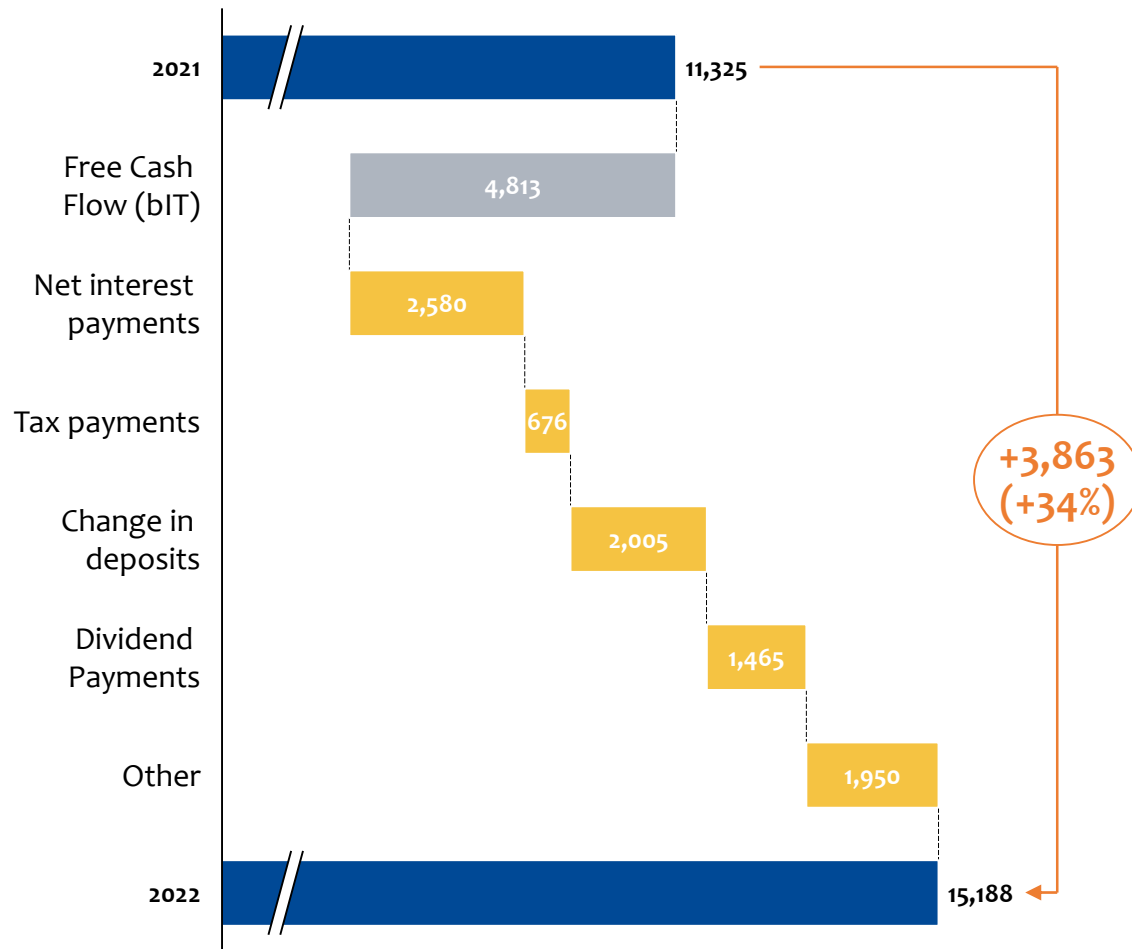 2021
11,325
Free Cash
Flow (bIT)
4,813
Net interest
payments
2,580
Tax payments
676
Change in
deposits
2,005
+3,863
(+34%)
Dividend
Payments
1,465
Other
1,950
2022
15,188